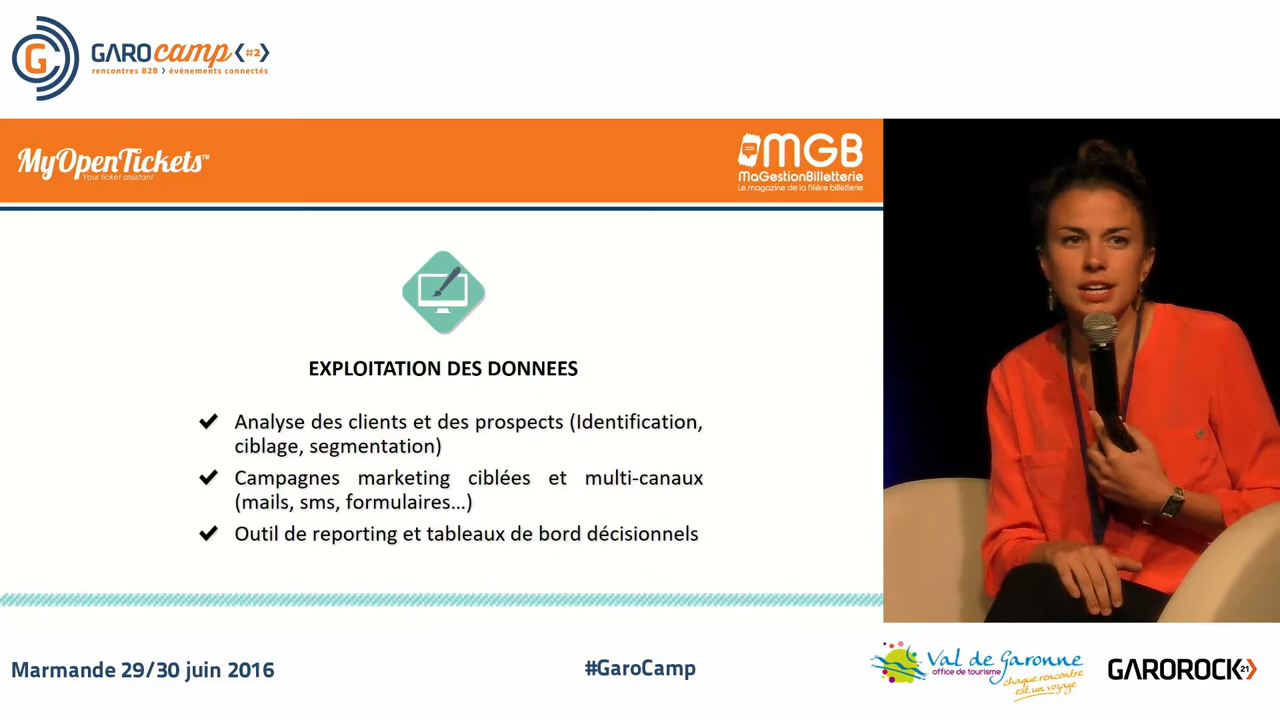 GAROcamp #2
rencontres B2B > événements connectés
MyOpenTickets™
Your ticket assistant
MGB
MaGestionBilletterie
Le magazine de la filière billetterie
EXPLOITATION DES DONNEES
Analyse des clients et des prospects (Identification,
ciblage, segmentation)
Campagnes marketing ciblées et multi-canaux
(mails, sms, formulaires...)
Outil de reporting et tableaux de bord décisionnels
Marmande 29/30 juin 2016
#GaroCamp
Val de Garonne
office de tourisme
chaque rencontre
est un voyage
GAROROCK 21